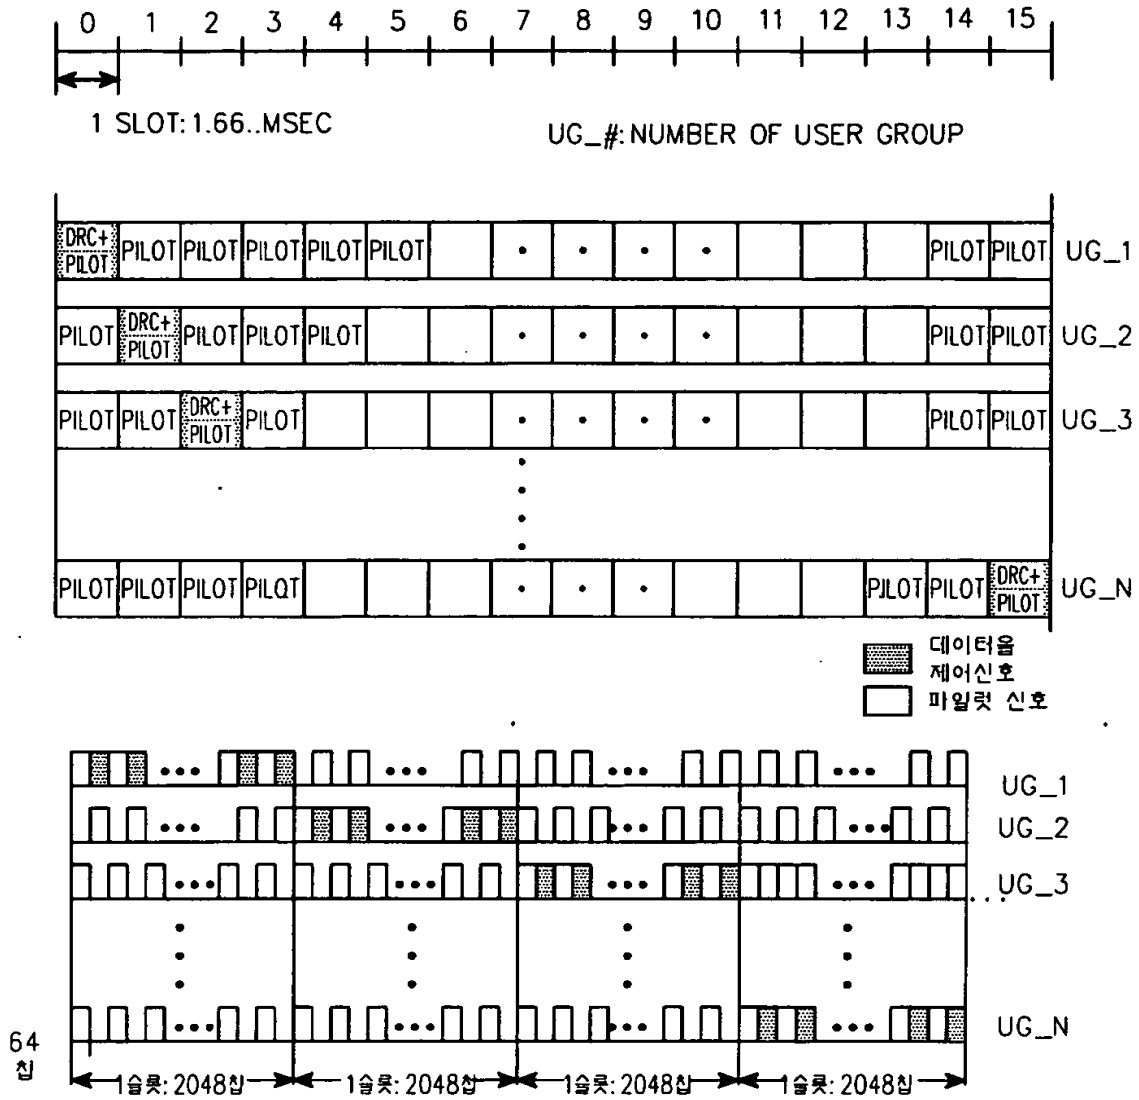 0 1 2 3 4 5 6 7 8 9 10 11 12 13 14 15
1 SLOT:1.66..MSEC
UG_#:NUMBER OF USER GROUP
DRC+ PILOT PILOT PILOT PILOT PILOT PILOT PILOT PILOT UG_1
PILOT DRC+ PILOT PILOT PILOT PILOT PILOT PILOT UG_2
PILOT PILOT DRC+ PILOT PILOT PILOT PILOT UG_3
PILOT PILOT PILOT PILOT PILOT PILOT DRC+ PILOT UG_N
데이터옴
제어신호
파일럿 신호
UG_1
UG_2
UG_3
UG_N
64
칩
1슬롯:2048칩 1슬롯:2048칩 1슬롯:2048칩 1슬롯:2048칩